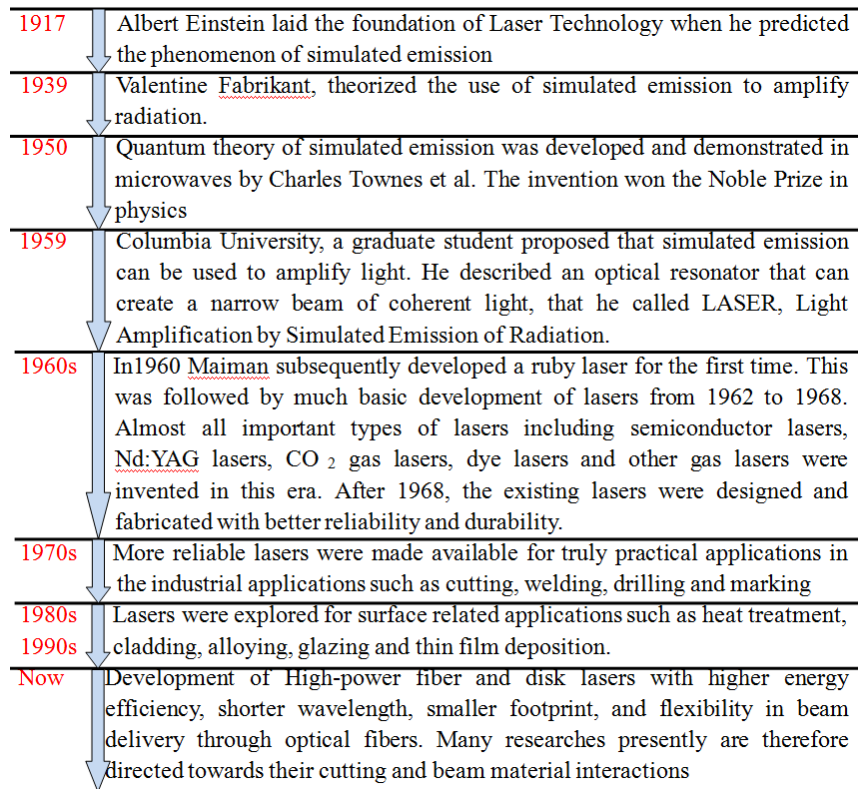 1917 Albert Einstein laid the foundation of Laser Technology when he predicted
the phenomenon of simulated emission
1939 Valentine Fabrikant, theorized the use of simulated emission to amplify
radiation.
1950 Quantum theory of simulated emission was developed and demonstrated in
microwaves by Charles Townes et al. The invention won the Noble Prize in
physics
1959 Columbia University, a graduate student proposed that simulated emission
can be used to amplify light. He described an optical resonator that can
create a narrow beam of coherent light, that he called LASER, Light
Amplification by Simulated Emission of Radiation.
1960s In1960 Maiman subsequently developed a ruby laser for the first time. This
was followed by much basic development of lasers from 1962 to 1968.
Almost all important types of lasers including semiconductor lasers,
Nd:YAG lasers, CO 2 gas lasers, dye lasers and other gas lasers were
invented in this era. After 1968, the existing lasers were designed and
fabricated with better reliability and durability.
1970s More reliable lasers were made available for truly practical applications in
the industrial applications such as cutting, welding, drilling and marking
1980s Lasers were explored for surface related applications such as heat treatment,
1990s cladding, alloying, glazing and thin film deposition.
Now Development of High-power fiber and disk lasers with higher energy
efficiency, shorter wavelength, smaller footprint, and flexibility in beam
delivery through optical fibers. Many researches presently are therefore
directed towards their cutting and beam material interactions